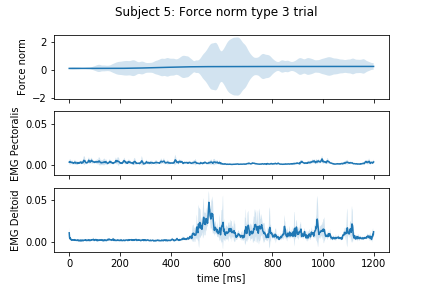 Subject 5: Force norm type 3 trial
Force norm
2
0
−2
EMG Pectoralis
0.05
0.00
EMG Deltoid
0.05
0.00
0 200 400 600 800 1000 1200
time [ms]